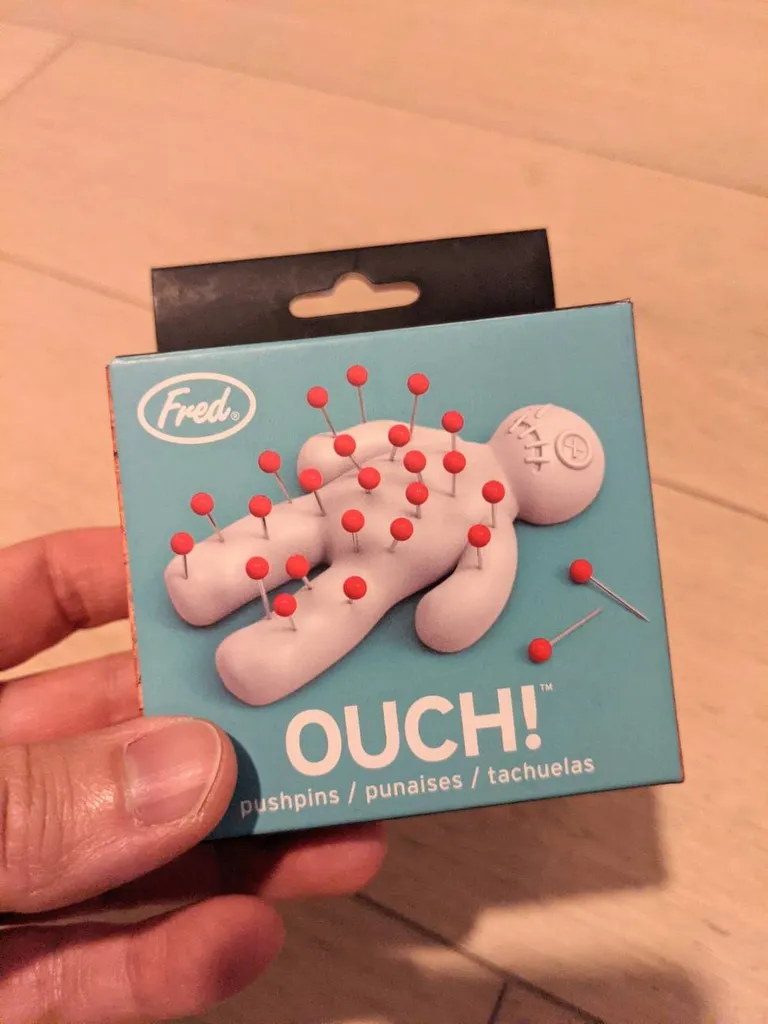 Fred®
OUCH!™
pushpins / punaises / tachuelas